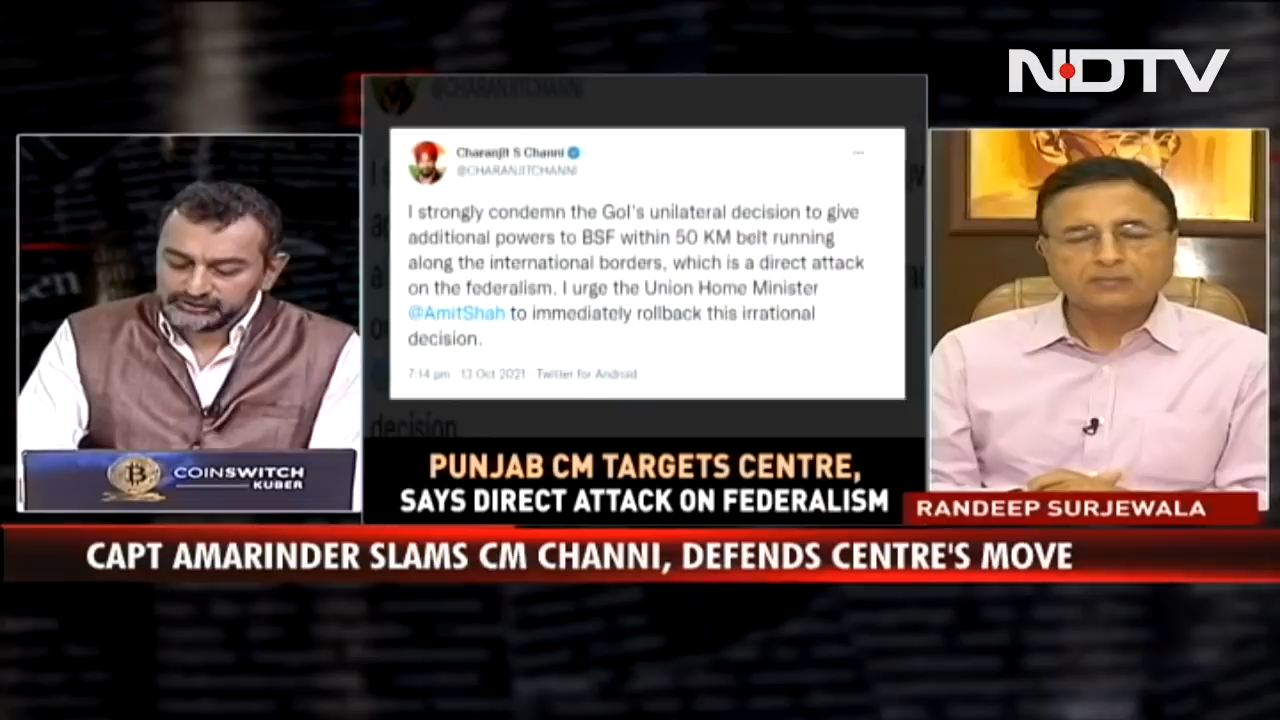 NDTV
@CHARANJITCHANNI
Charanjit S Channi
@CHARANJITCHANNI
I strongly condemn the GoI's unilateral decision to give
additional powers to BSF within 50 KM belt running
along the international borders, which is a direct attack
on the federalism. I urge the Union Home Minister
@AmitShah to immediately rollback this irrational
decision.
7:14 pm · 13 Oct 2021 · Twitter for Android
decision.
COINSWITCH
KUBER
PUNJAB CM TARGETS CENTRE,
SAYS DIRECT ATTACK ON FEDERALISM
RANDEEP SURJEWALA
CAPT AMARINDER SLAMS CM CHANNI, DEFENDS CENTRE'S MOVE